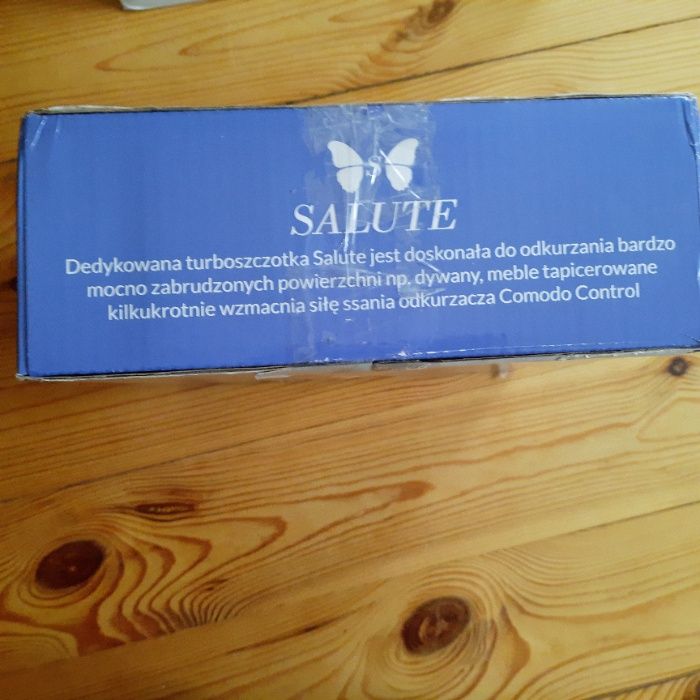 SALUTE
Dedykowana turboszczotka Salute jest doskonała do odkurzania bardzo
mocno zabrudzonych powierzchni np. dywany, meble tapicerowane
kilkukrotnie wzmacnia siłę ssania odkurzacza Comodo Control